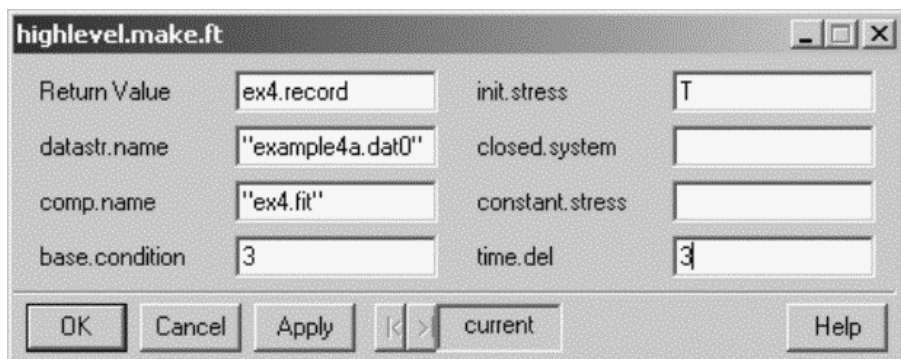 highlevel.make.ft
Return Value ex4.record init.stress T
datastr.name "example4a.dat0" closed.system
comp.name "ex4.fit" constant.stress
base.condition 3 time.del 3
OK Cancel Apply current Help